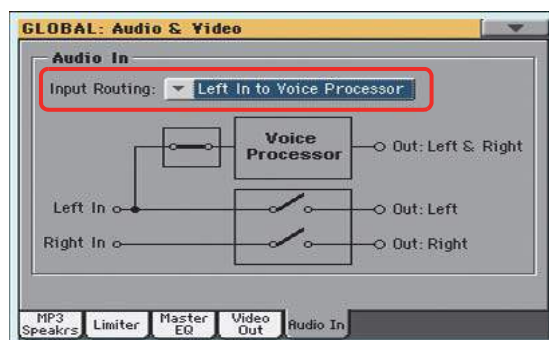 GLOBAL: Audio & Video
Audio In
Input Routing: Left In to Voice Processor
Voice
Processor
Out: Left & Right
Left In
Out: Left
Right In
Out: Right
MP3
Speakrs
Limiter
Master
EQ
Video
Out
Audio In